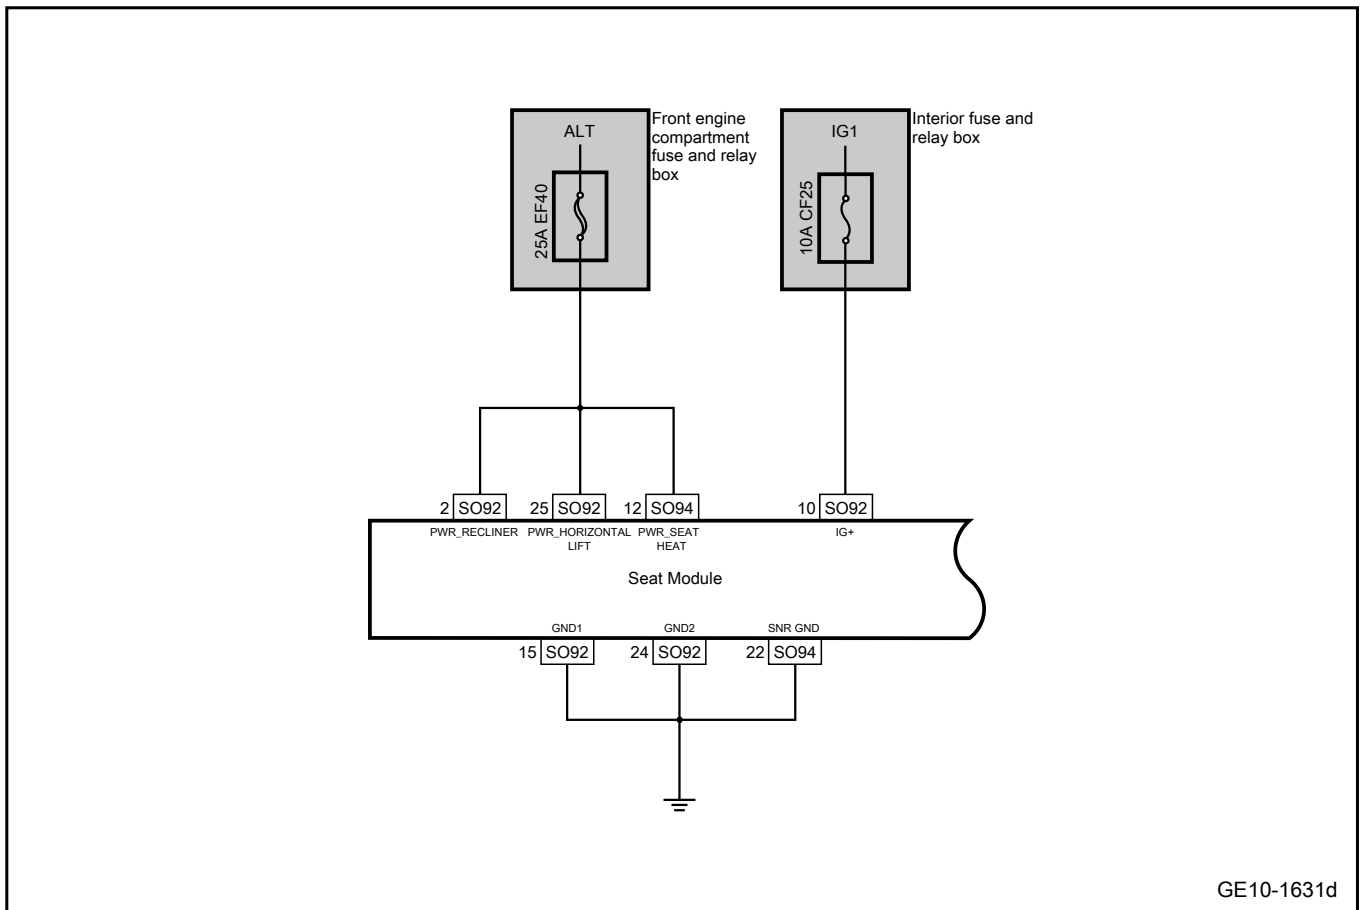 ALT
Front engine
compartment
fuse and relay
box
25A EF40
IG1
Interior fuse and
relay box
10A CF25
2 SO92
25 SO92
12 SO94
10 SO92
PWR_RECLINER
PWR_HORIZONTAL
LIFT
PWR_SEAT
HEAT
IG+
Seat Module
GND1
GND2
SNR GND
15 SO92
24 SO92
22 SO94
GE10-1631d